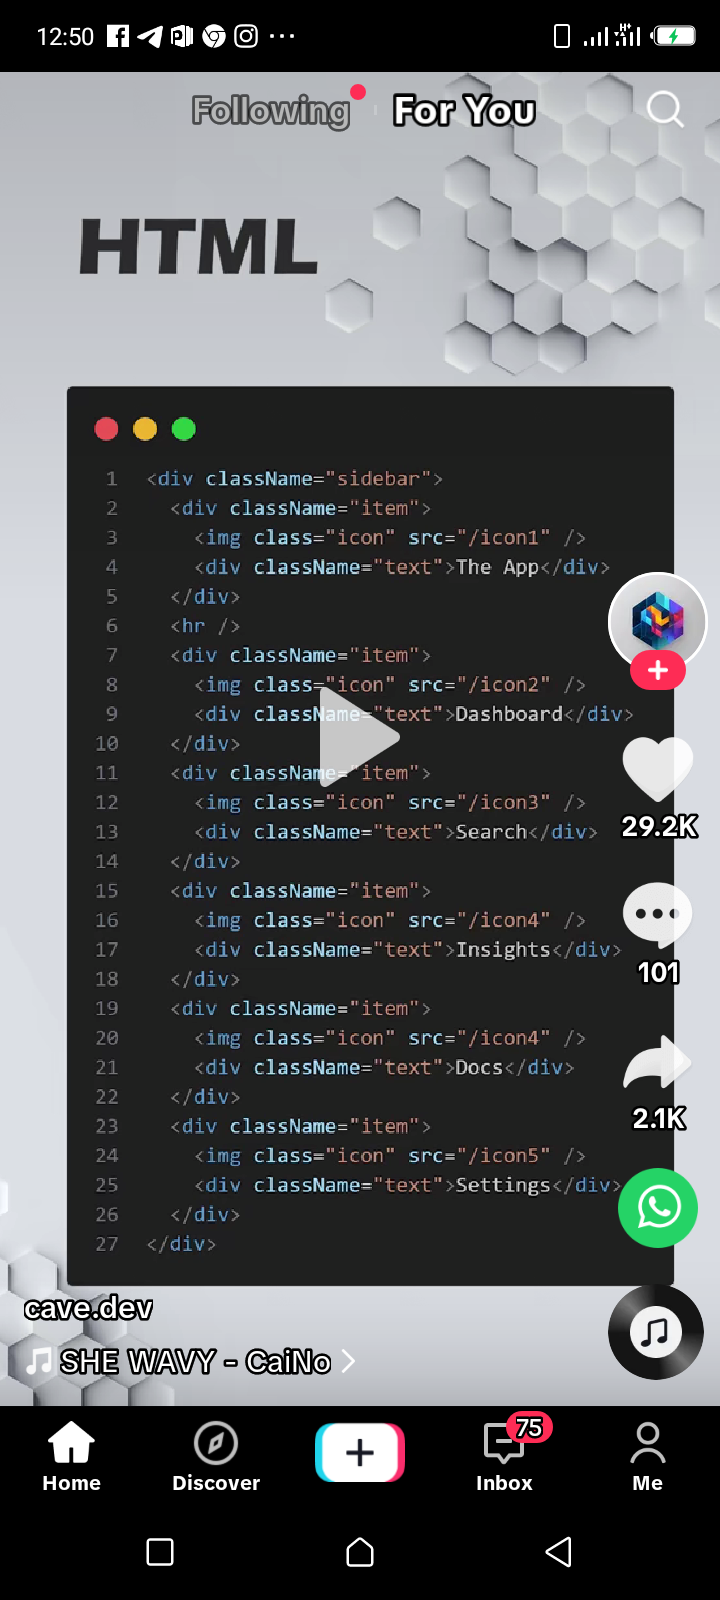 12:50
Following For You
HTML
1 <div className="sidebar">
2 <div className="item">
3 <img class="icon" src="/icon1" />
4 <div className="text">The App</div>
5 </div>
6 <hr />
7 <div className="item">
8 <img class="icon" src="/icon2" />
9 <div className="text">Dashboard</div>
10 </div>
11 <div className="item">
12 <img class="icon" src="/icon3" />
13 <div className="text">Search</div>
14 </div>
15 <div className="item">
16 <img class="icon" src="/icon4" />
17 <div className="text">Insights</div>
18 </div>
19 <div className="item">
20 <img class="icon" src="/icon4" />
21 <div className="text">Docs</div>
22 </div>
23 <div className="item">
24 <img class="icon" src="/icon5" />
25 <div className="text">Settings</div>
26 </div>
27 </div>
29.2K
101
2.1K
cave.dev
SHE WAVY - CaiNo
75
Home Discover Inbox Me